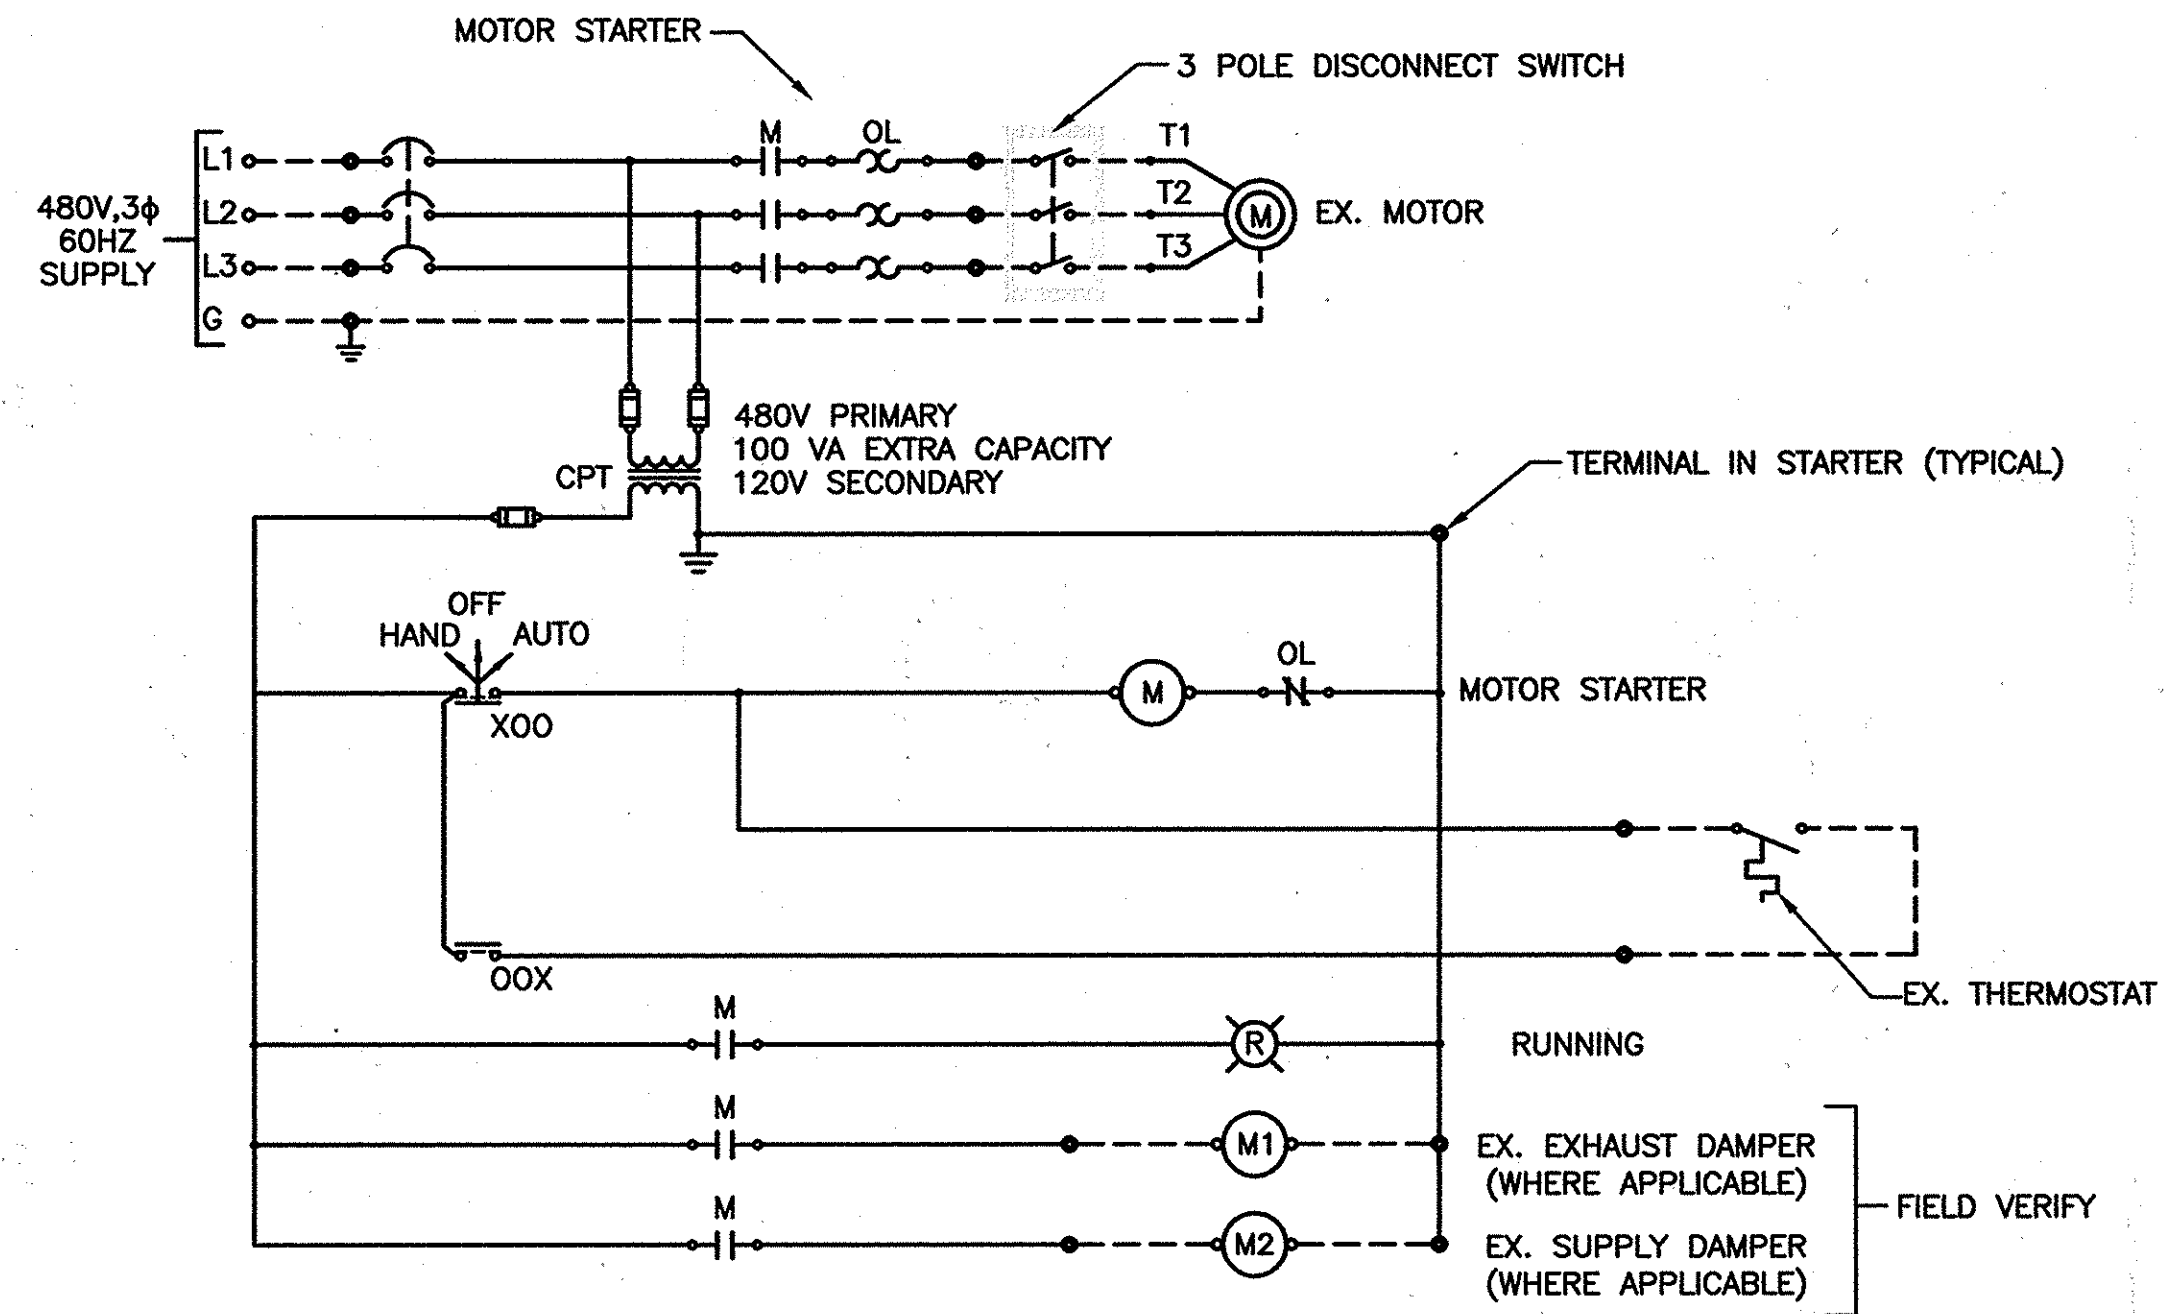 MOTOR STARTER
3 POLE DISCONNECT SWITCH
M
OL
T1
L1
480V,3ϕ
60HZ
SUPPLY
L2
T2
M
EX. MOTOR
L3
T3
G
480V PRIMARY
100 VA EXTRA CAPACITY
120V SECONDARY
CPT
TERMINAL IN STARTER (TYPICAL)
OFF
HAND
AUTO
XOO
M
OL
MOTOR STARTER
OOX
EX. THERMOSTAT
M
R
RUNNING
M
M1
EX. EXHAUST DAMPER
(WHERE APPLICABLE)
M
M2
EX. SUPPLY DAMPER
(WHERE APPLICABLE)
FIELD VERIFY